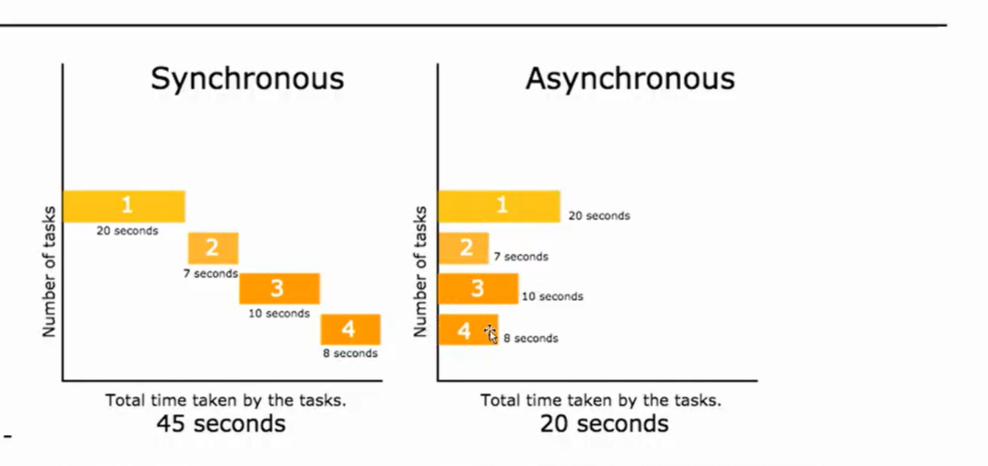 Synchronous
Number of tasks
1
20 seconds
2
7 seconds
3
10 seconds
4
8 seconds
Total time taken by the tasks.
45 seconds
Asynchronous
Number of tasks
1
20 seconds
2
7 seconds
3
10 seconds
4
8 seconds
Total time taken by the tasks.
20 seconds
-